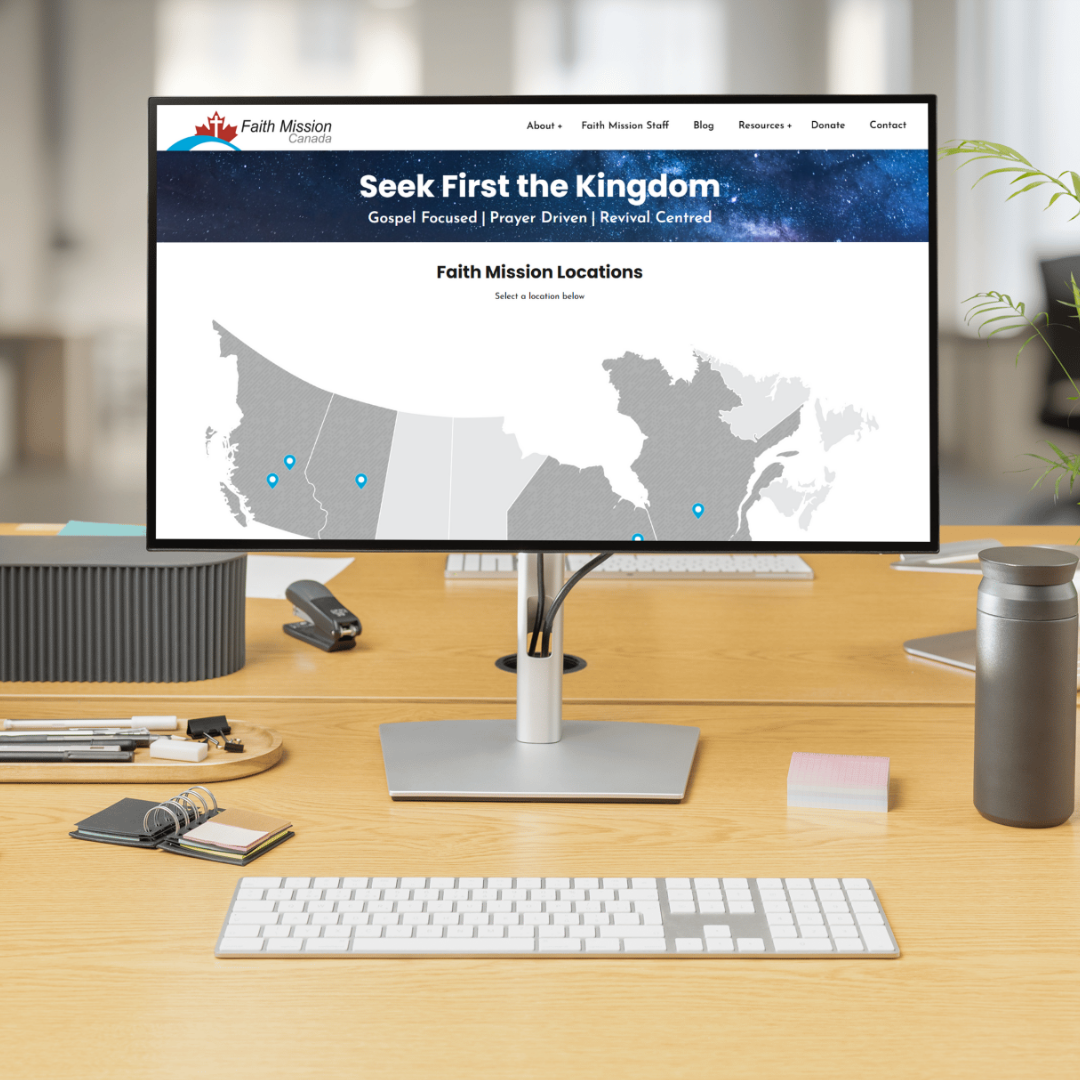 Faith Mission
Canada
About +
Faith Mission Staff
Blog
Resources +
Donate
Contact
Seek First the Kingdom
Gospel Focused | Prayer Driven | Revival Centred
Faith Mission Locations
Select a location below